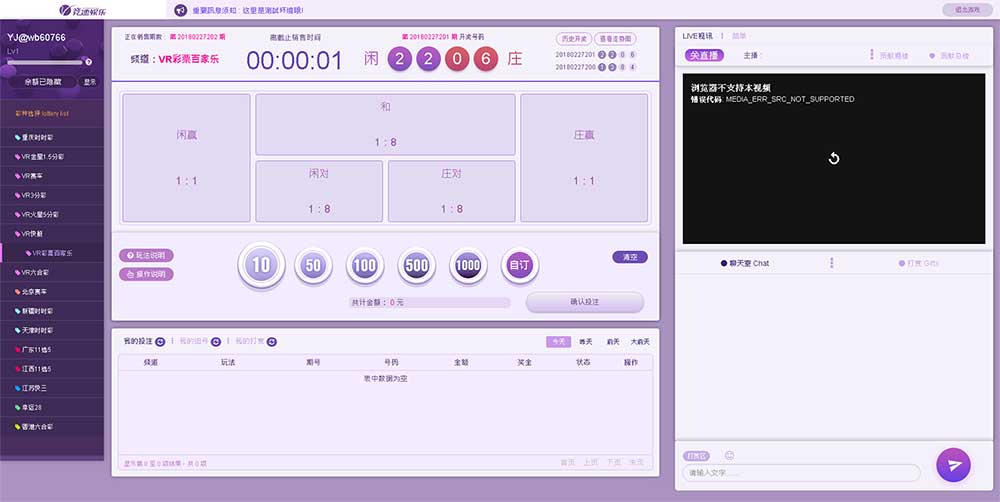 竞速娱乐
重要訊息须知：这里是测试环境哦!
退出游戏
YJ@wb60766
Lv1
余额已隐藏
显示
彩种选择 lottery list
重庆时时彩
VR金星1.5分彩
VR赛车
VR3分彩
VR火星5分彩
VR快艇
VR彩票百家乐
VR六合彩
北京赛车
新疆时时彩
天津时时彩
广东11选5
江西11选5
江苏快三
幸运28
香港六合彩
正在销售期数：第 20180227202 期
频道：VR彩票百家乐
离截止销售时间
00:00:01
第 20180227201 期 开奖号码
闲 2 2 0 6 庄
历史开奖 查看走势图
20180227201 2 2 0 6
20180227200 1 3 8 4
闲赢
1：1
和
1：8
闲对
1：8
庄对
1：8
庄赢
1：1
玩法说明
操作说明
10 50 100 500 1000 自订
清空
共计金额： 0 元
确认投注
我的投注 | 我的追号 | 我的打赏
今天 昨天 前天 大前天
频道 玩法 期号 号码 金额 奖金 状态 操作
表中数据为空
显示第 0 至 0 项结果，共 0 项
首页 上页 下页 末页
LIVE视讯 | 跟单
关直播 主播： 贡献周榜 贡献总榜
浏览器不支持本视频
错误代码: MEDIA_ERR_SRC_NOT_SUPPORTED
聊天室 Chat
打赏 Gifts
打赏它
请输入文字......